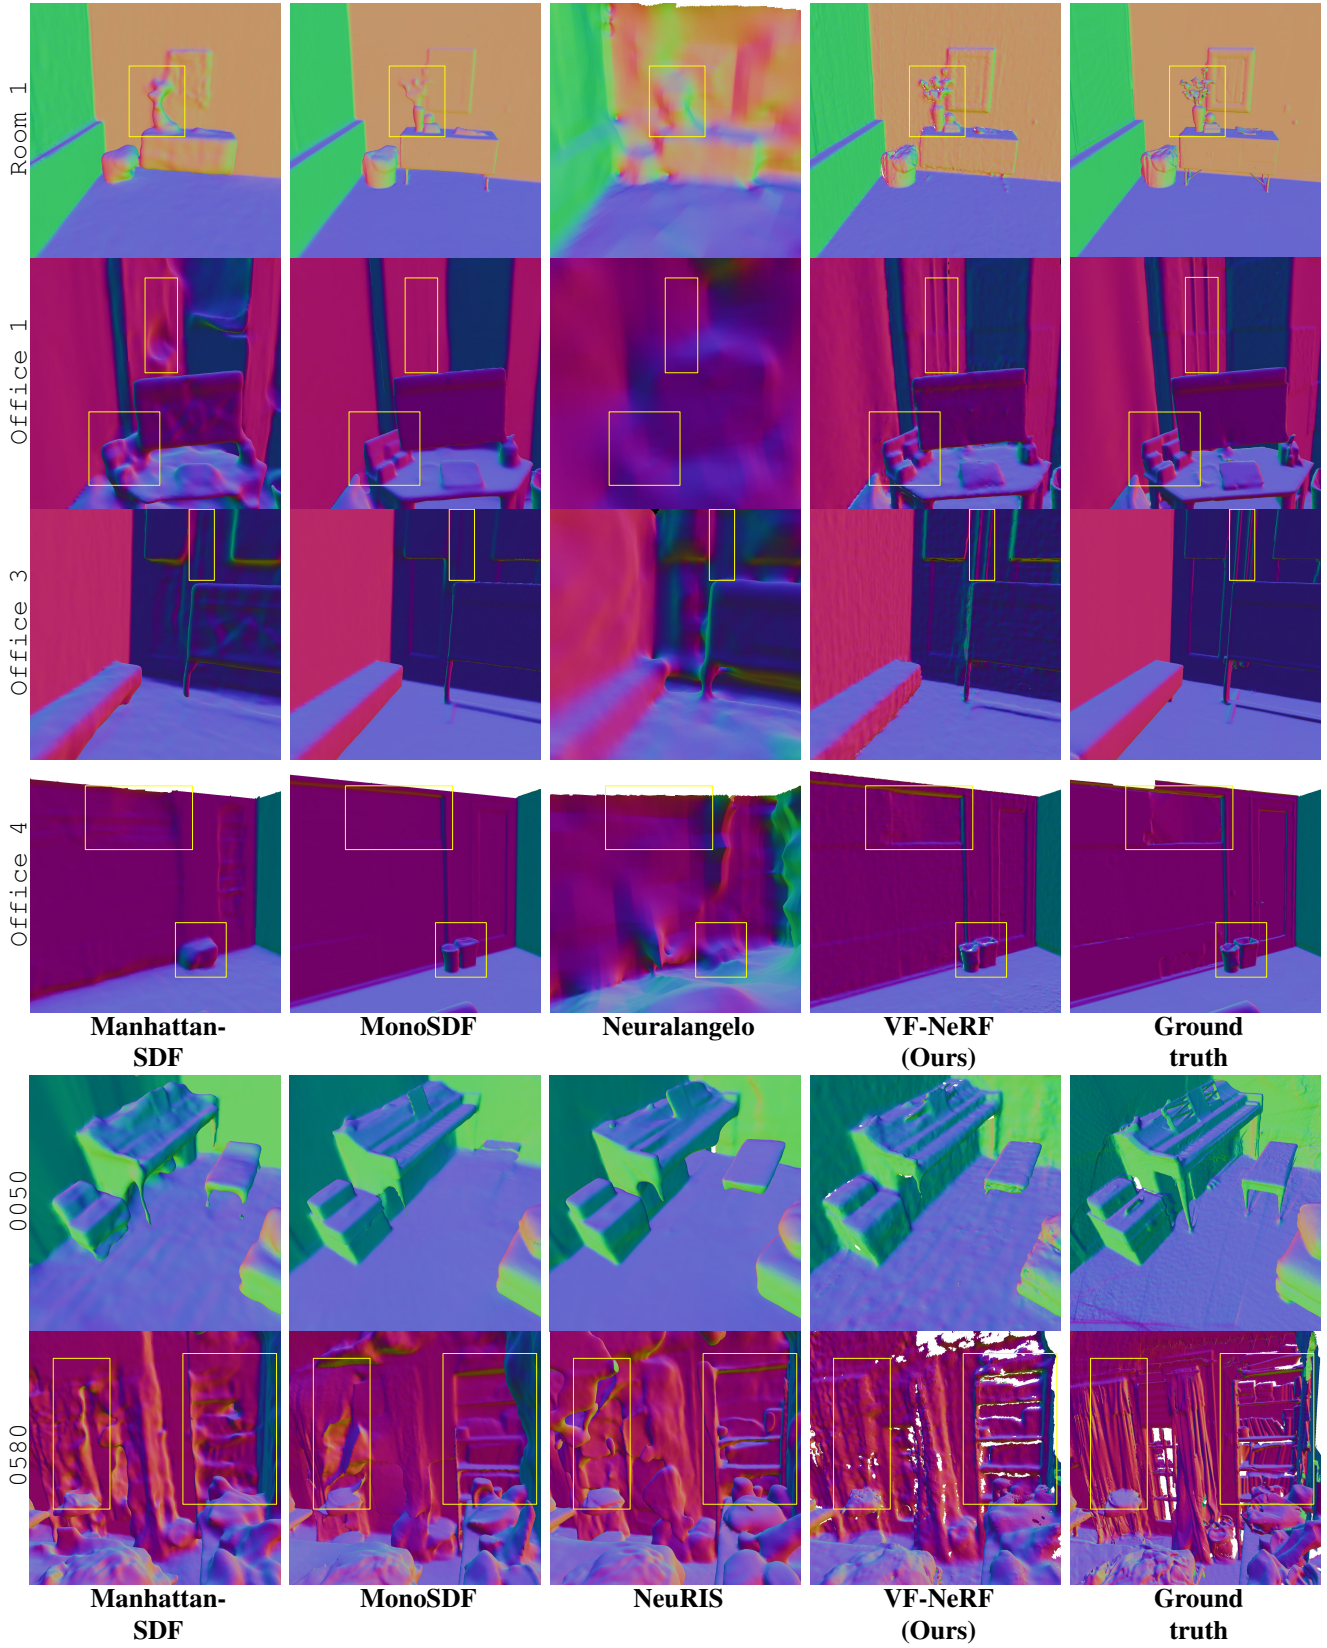 Room 1
Office 1
Office 3
Office 4
Manhattan-
SDF
MonoSDF
Neuralangelo
VF-NeRF
(Ours)
Ground
truth
0050
0580
Manhattan-
SDF
MonoSDF
NeuRIS
VF-NeRF
(Ours)
Ground
truth